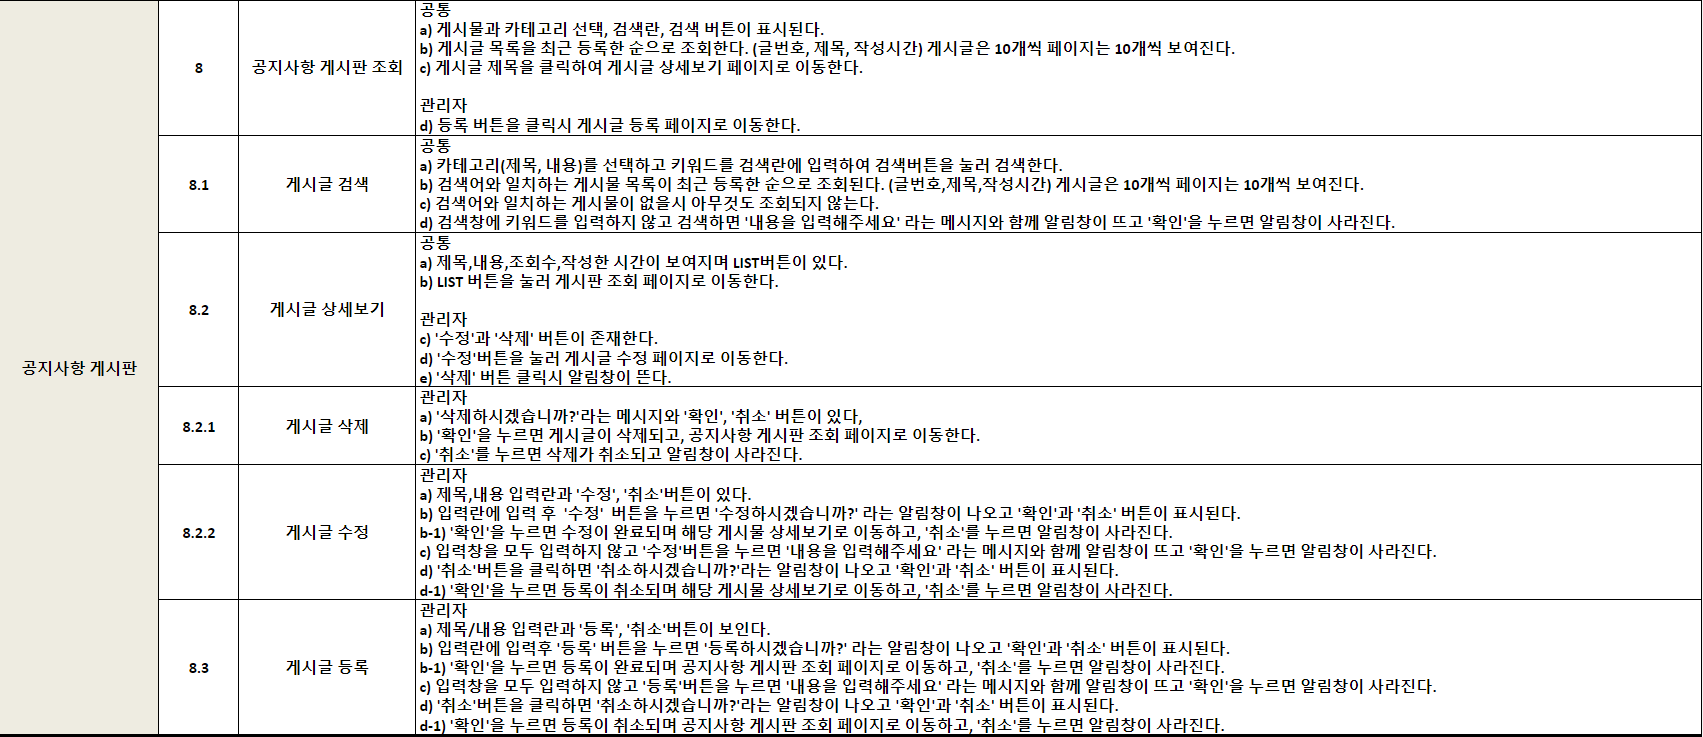 공지사항 게시판
8
공지사항 게시판 조회
공통
a) 게시물과 카테고리 선택, 검색란, 검색 버튼이 표시된다.
b) 게시글 목록을 최근 등록한 순으로 조회한다. (글번호, 제목, 작성시간) 게시글은 10개씩 페이지는 10개씩 보여진다.
c) 게시글 제목을 클릭하여 게시글 상세보기 페이지로 이동한다.
관리자
d) 등록 버튼을 클릭시 게시글 등록 페이지로 이동한다.
8.1
게시글 검색
공통
a) 카테고리(제목, 내용)를 선택하고 키워드를 검색란에 입력하여 검색버튼을 눌러 검색한다.
b) 검색어와 일치하는 게시물 목록이 최근 등록한 순으로 조회된다. (글번호,제목,작성시간) 게시글은 10개씩 페이지는 10개씩 보여진다.
c) 검색어와 일치하는 게시물이 없을시 아무것도 조회되지 않는다.
d) 검색창에 키워드를 입력하지 않고 검색하면 '내용을 입력해주세요' 라는 메시지와 함께 알림창이 뜨고 '확인'을 누르면 알림창이 사라진다.
8.2
게시글 상세보기
공통
a) 제목,내용,조회수,작성한 시간이 보여지며 LIST버튼이 있다.
b) LIST 버튼을 눌러 게시판 조회 페이지로 이동한다.
관리자
c) '수정'과 '삭제' 버튼이 존재한다.
d) '수정'버튼을 눌러 게시글 수정 페이지로 이동한다.
e) '삭제' 버튼 클릭시 알림창이 뜬다.
8.2.1
게시글 삭제
관리자
a) '삭제하시겠습니까?'라는 메시지와 '확인', '취소' 버튼이 있다,
b) '확인'을 누르면 게시글이 삭제되고, 공지사항 게시판 조회 페이지로 이동한다.
c) '취소'를 누르면 삭제가 취소되고 알림창이 사라진다.
8.2.2
게시글 수정
관리자
a) 제목,내용 입력란과 '수정', '취소'버튼이 있다.
b) 입력란에 입력 후 '수정' 버튼을 누르면 '수정하시겠습니까?' 라는 알림창이 나오고 '확인'과 '취소' 버튼이 표시된다.
b-1) '확인'을 누르면 수정이 완료되며 해당 게시물 상세보기로 이동하고, '취소'를 누르면 알림창이 사라진다.
c) 입력창을 모두 입력하지 않고 '수정'버튼을 누르면 '내용을 입력해주세요' 라는 메시지와 함께 알림창이 뜨고 '확인'을 누르면 알림창이 사라진다.
d) '취소'버튼을 클릭하면 '취소하시겠습니까?'라는 알림창이 나오고 '확인'과 '취소' 버튼이 표시된다.
d-1) '확인'을 누르면 등록이 취소되며 해당 게시물 상세보기로 이동하고, '취소'를 누르면 알림창이 사라진다.
8.3
게시글 등록
관리자
a) 제목/내용 입력란과 '등록', '취소'버튼이 보인다.
b) 입력란에 입력후 '등록' 버튼을 누르면 '등록하시겠습니까?' 라는 알림창이 나오고 '확인'과 '취소' 버튼이 표시된다.
b-1) '확인'을 누르면 등록이 완료되며 공지사항 게시판 조회 페이지로 이동하고, '취소'를 누르면 알림창이 사라진다.
c) 입력창을 모두 입력하지 않고 '등록'버튼을 누르면 '내용을 입력해주세요' 라는 메시지와 함께 알림창이 뜨고 '확인'을 누르면 알림창이 사라진다.
d) '취소'버튼을 클릭하면 '취소하시겠습니까?'라는 알림창이 나오고 '확인'과 '취소' 버튼이 표시된다.
d-1) '확인'을 누르면 등록이 취소되며 공지사항 게시판 조회 페이지로 이동하고, '취소'를 누르면 알림창이 사라진다.